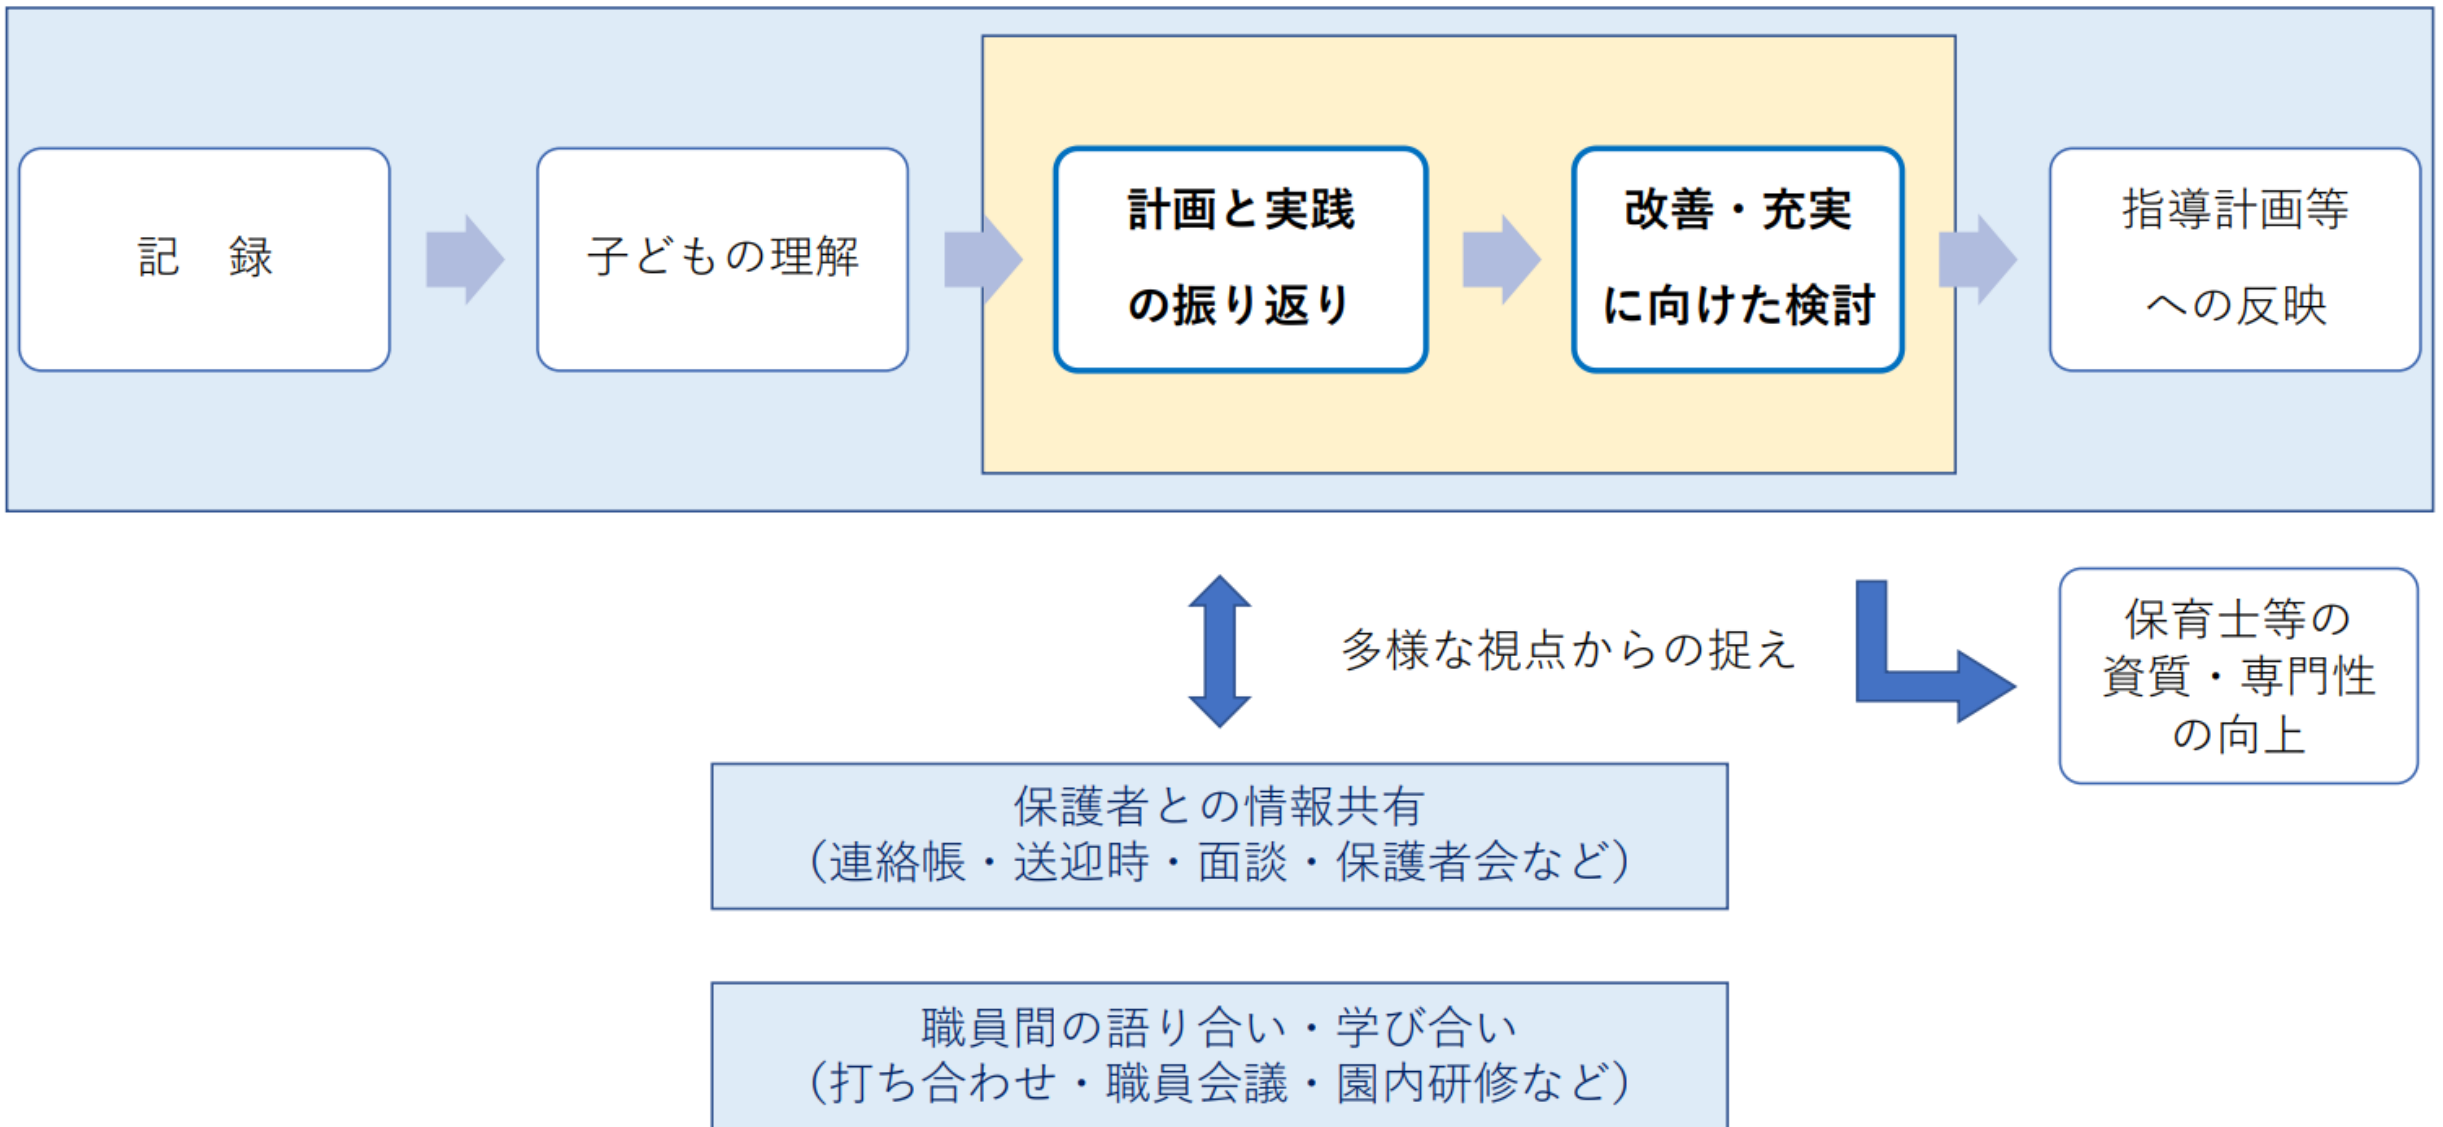 記　録
子どもの理解
計画と実践
の振り返り
改善・充実
に向けた検討
指導計画等
への反映
多様な視点からの捉え
保育士等の
資質・専門性
の向上
保護者との情報共有
（連絡帳・送迎時・面談・保護者会など）
職員間の語り合い・学び合い
（打ち合わせ・職員会議・園内研修など）